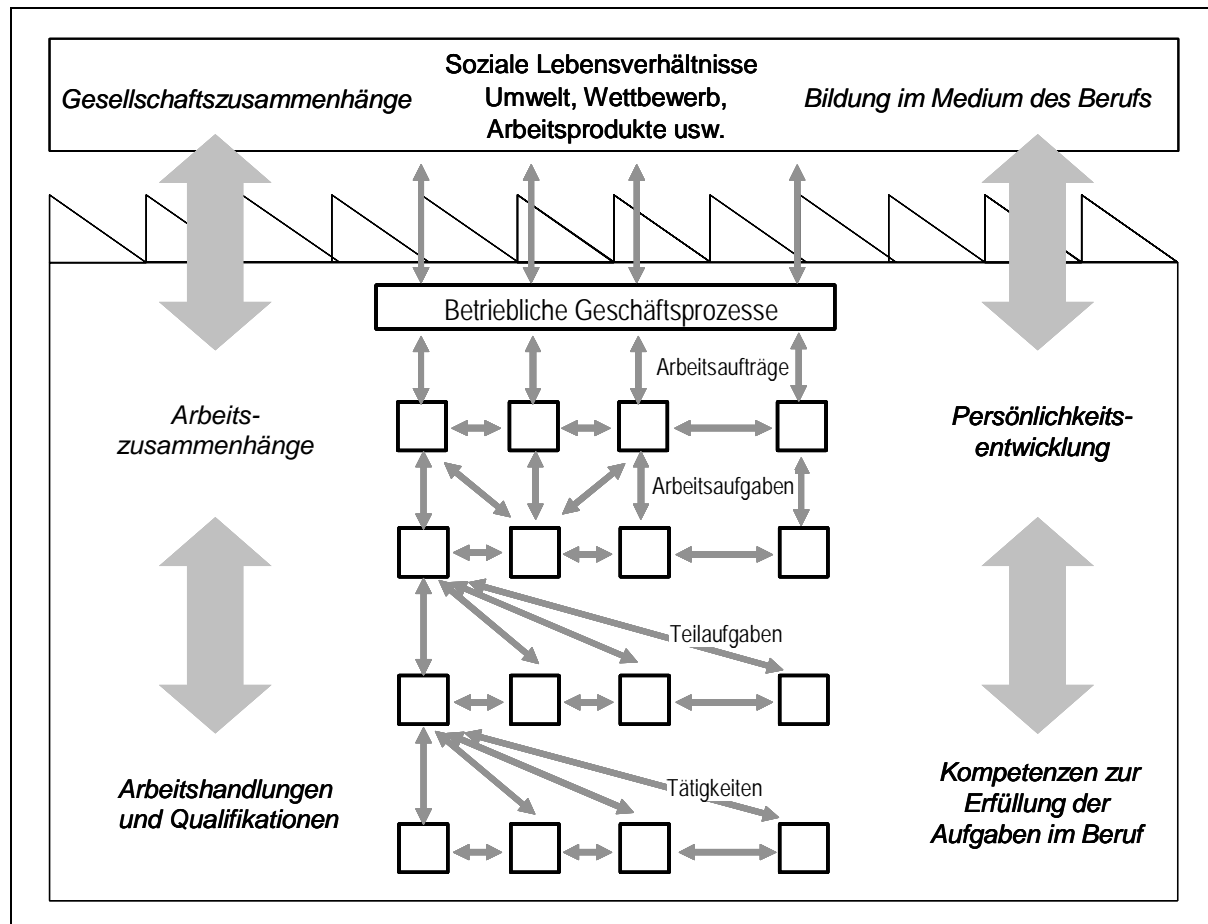 Soziale Lebensverhältnisse
Gesellschaftszusammenhänge
Umwelt, Wettbewerb,
Bildung im Medium des Berufs
Arbeitsprodukte usw.
Betriebliche Geschäftsprozesse
Arbeitsaufträge
Arbeits-
zusammenhänge
Persönlichkeits-
entwicklung
Arbeitsaufgaben
Teilaufgaben
Tätigkeiten
Arbeitshandlungen
und Qualifikationen
Kompetenzen zur
Erfüllung der
Aufgaben im Beruf